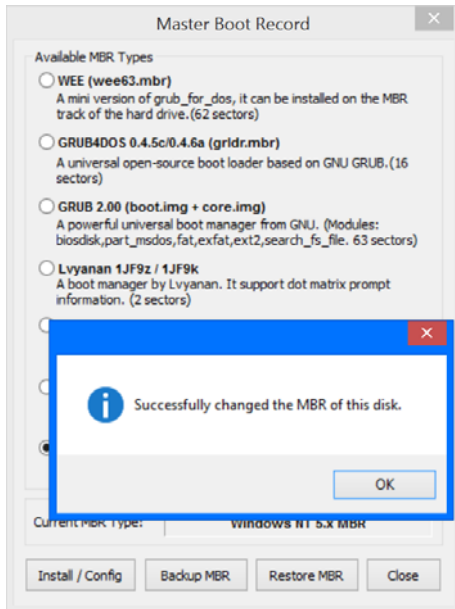 Master Boot Record
Available MBR Types
WEE (wee63.mbr)
A mini version of grub_for_dos, it can be installed on the MBR
track of the hard drive.(62 sectors)
GRUB4DOS 0.4.5c/0.4.6a (grldr.mbr)
A universal open-source boot loader based on GNU GRUB.(16
sectors)
GRUB 2.00 (boot.img + core.img)
A powerful universal boot manager from GNU. (Modules:
biosdisk,part_msdos,fat,exfat,ext2,search_fs_file. 63 sectors)
Lvyanan 1JF9z / 1JF9k
A boot manager by Lvyanan. It support dot matrix prompt
information. (2 sectors)
Successfully changed the MBR of this disk.
OK
Current MBR Type:
Windows NT 5.x MBR
Install / Config
Backup MBR
Restore MBR
Close